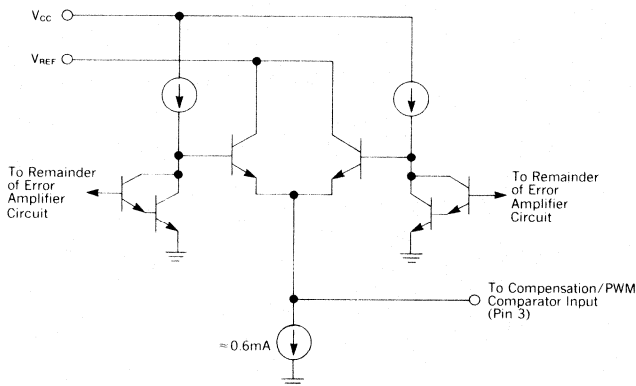 VCC
VREF
To Remainder
of Error
Amplifier
Circuit
To Remainder
of Error
Amplifier
Circuit
To Compensation/PWM
Comparator Input
(Pin 3)
≈0.6mA